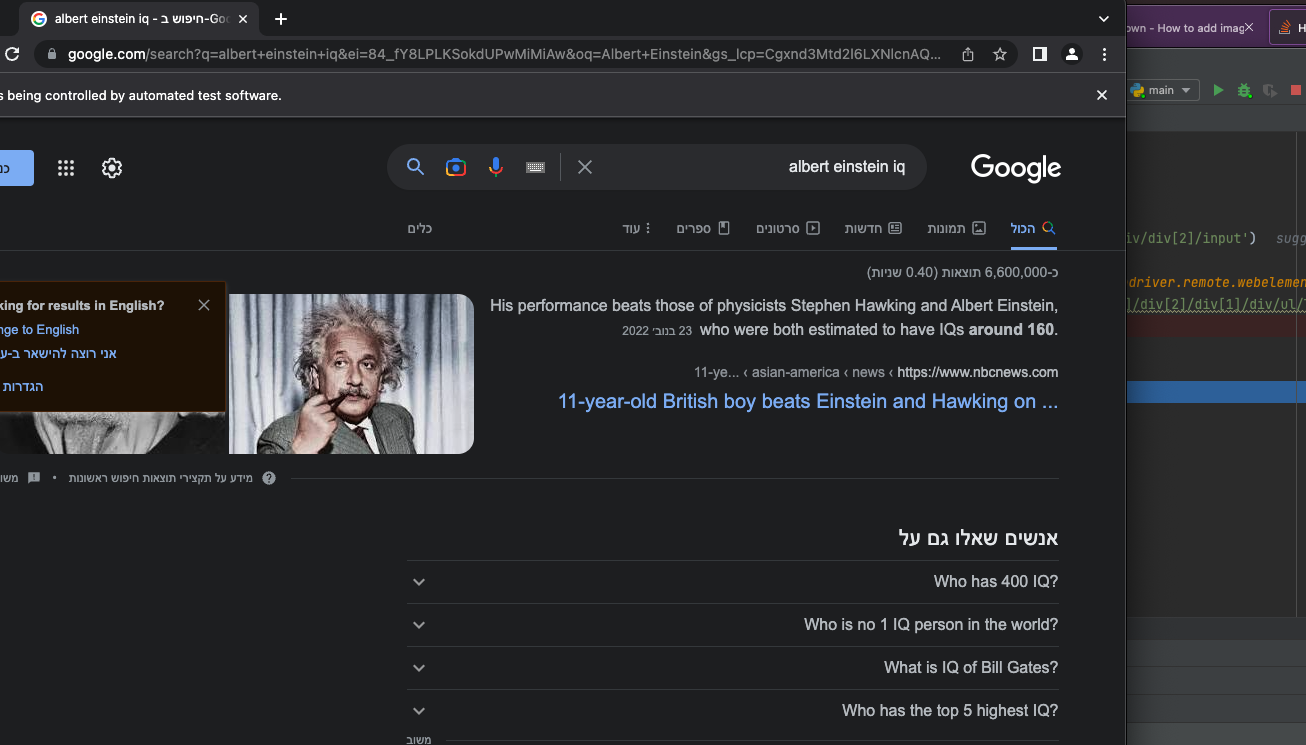 albert einstein iq - חיפוש ב-Goo
own - How to add imag
google.com/search?q=albert+einstein+iq&ei=84_fY8LPLKSokdUPwMiMiAw&oq=Albert+Einstein&gs_lcp=Cgxnd3Mtd2l6LXNlcnAQ...
main
s being controlled by automated test software.
albert einstein iq
Google
הכול
תמונות
חדשות
סרטונים
ספרים
עוד
כלים
iv/div[2]/input') sugg
driver.remote.webelemen
]/div[2]/div[1]/div/ul/
כ-6,600,000 תוצאות (0.40 שניות)
His performance beats those of physicists Stephen Hawking and Albert Einstein,
who were both estimated to have IQs around 160. 23 בנוב׳ 2022
https://www.nbcnews.com › news › asian-america › 11-ye...
11-year-old British boy beats Einstein and Hawking on ...
king for results in English?
nge to English
אני רוצה להישאר ב-ע
הגדרות
מידע על תקצירי תוצאות חיפוש ראשונות • משו
אנשים שאלו גם על
Who has 400 IQ?
Who is no 1 IQ person in the world?
What is IQ of Bill Gates?
Who has the top 5 highest IQ?
משוב